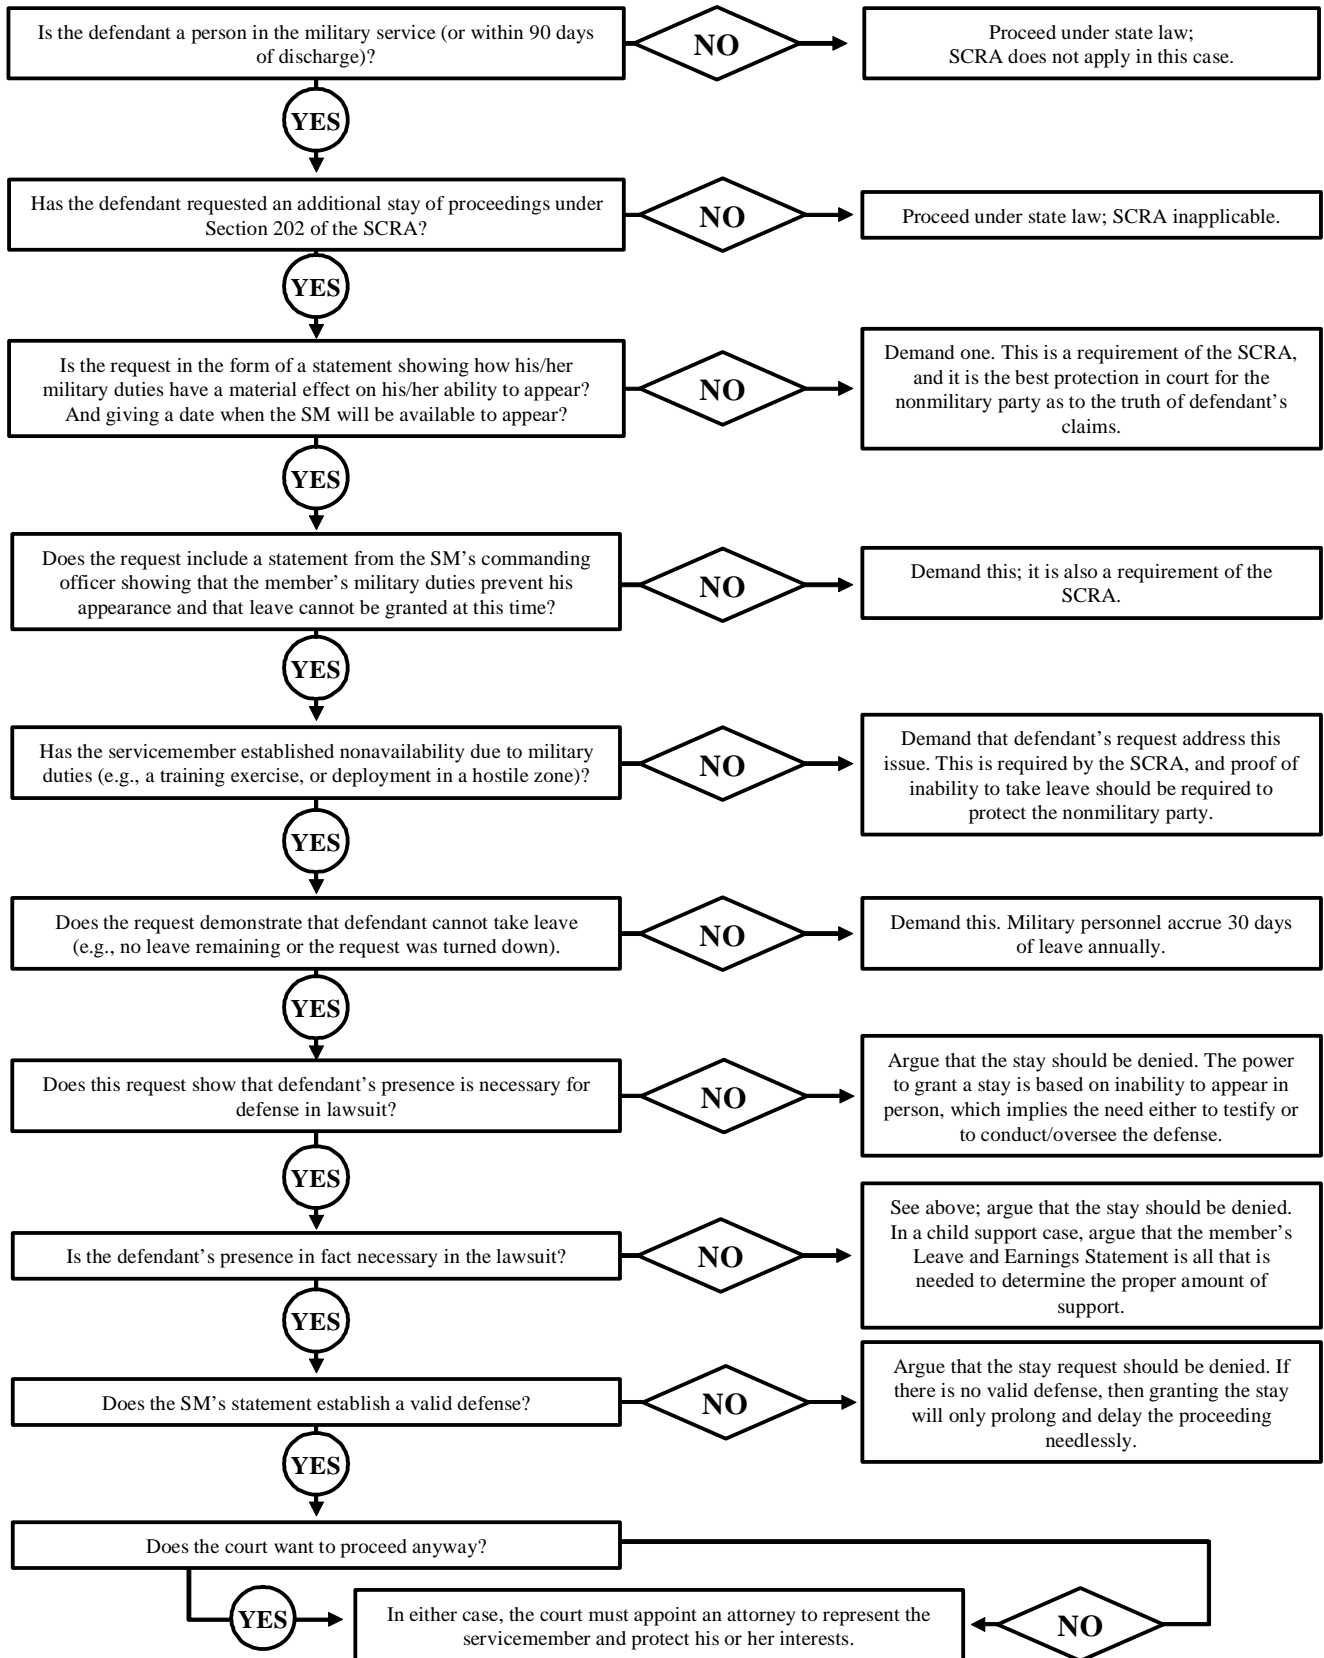 Is the defendant a person in the military service (or within 90 days
of discharge)?
NO
Proceed under state law;
SCRA does not apply in this case.
YES
Has the defendant requested an additional stay of proceedings under
Section 202 of the SCRA?
NO
Proceed under state law; SCRA inapplicable.
YES
Is the request in the form of a statement showing how his/her
military duties have a material effect on his/her ability to appear?
And giving a date when the SM will be available to appear?
NO
Demand one. This is a requirement of the SCRA,
and it is the best protection in court for the
nonmilitary party as to the truth of defendant’s
claims.
YES
Does the request include a statement from the SM’s commanding
officer showing that the member’s military duties prevent his
appearance and that leave cannot be granted at this time?
NO
Demand this; it is also a requirement of the
SCRA.
YES
Has the servicemember established nonavailability due to military
duties (e.g., a training exercise, or deployment in a hostile zone)?
NO
Demand that defendant’s request address this
issue. This is required by the SCRA, and proof of
inability to take leave should be required to
protect the nonmilitary party.
YES
Does the request demonstrate that defendant cannot take leave
(e.g., no leave remaining or the request was turned down).
NO
Demand this. Military personnel accrue 30 days
of leave annually.
YES
Does this request show that defendant’s presence is necessary for
defense in lawsuit?
NO
Argue that the stay should be denied. The power
to grant a stay is based on inability to appear in
person, which implies the need either to testify or
to conduct/oversee the defense.
YES
Is the defendant’s presence in fact necessary in the lawsuit?
NO
See above; argue that the stay should be denied.
In a child support case, argue that the member’s
Leave and Earnings Statement is all that is
needed to determine the proper amount of
support.
YES
Does the SM’s statement establish a valid defense?
NO
Argue that the stay request should be denied. If
there is no valid defense, then granting the stay
will only prolong and delay the proceeding
needlessly.
YES
Does the court want to proceed anyway?
YES
In either case, the court must appoint an attorney to represent the
servicemember and protect his or her interests.
NO